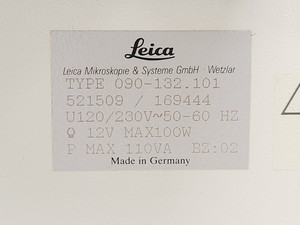 Leica
Leica Mikroskopie & Systeme GmbH Wetzlar
TYPE 090-132.101
521509 / 169444
U120/230V~50-60 HZ
Q 12V MAX100W
P MAX 110VA BZ:02
Made in Germany